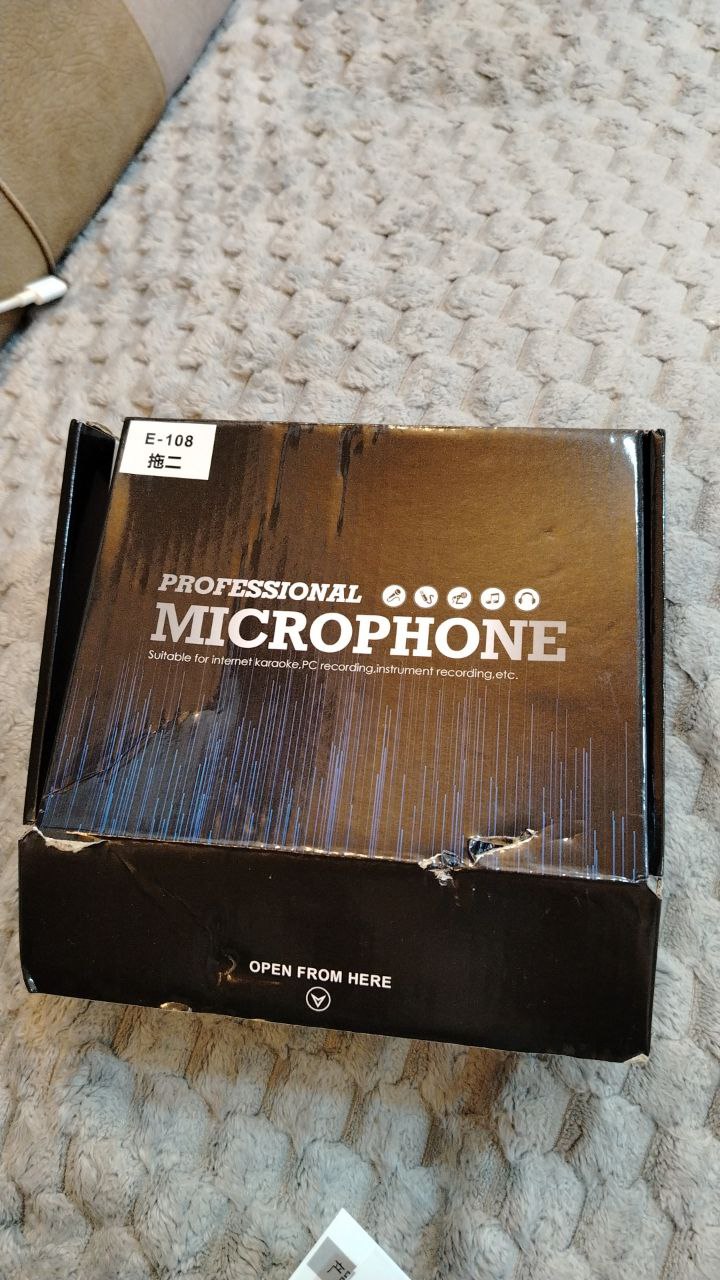 E-108
拖二
PROFESSIONAL
MICROPHONE
Suitable for internet karaoke,PC recording,instrument recording,etc.
OPEN FROM HERE